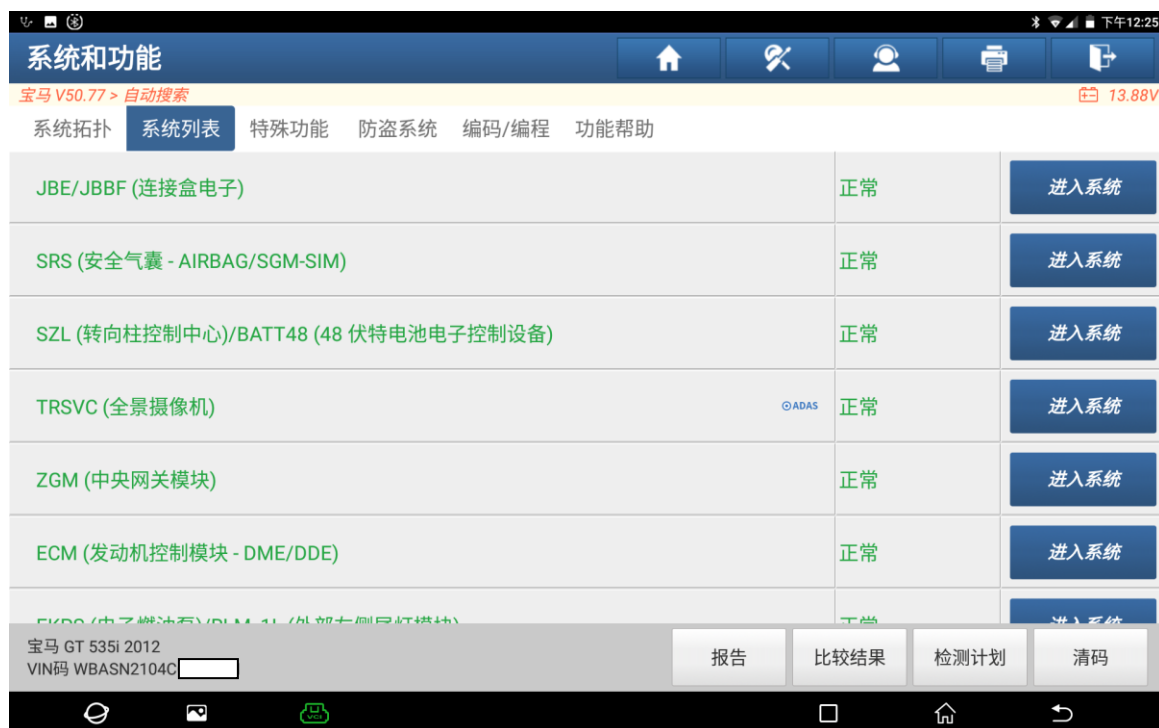 下午12:25
系统和功能
宝马 V50.77 > 自动搜索
13.88V
系统拓扑 系统列表 特殊功能 防盗系统 编码/编程 功能帮助
JBE/JBBF (连接盒电子) 正常 进入系统
SRS (安全气囊 - AIRBAG/SGM-SIM) 正常 进入系统
SZL (转向柱控制中心)/BATT48 (48 伏特电池电子控制设备) 正常 进入系统
TRSVC (全景摄像机) ADAS 正常 进入系统
ZGM (中央网关模块) 正常 进入系统
ECM (发动机控制模块 - DME/DDE) 正常 进入系统
宝马 GT 535i 2012
VIN码 WBASN2104C
报告 比较结果 检测计划 清码
VCI